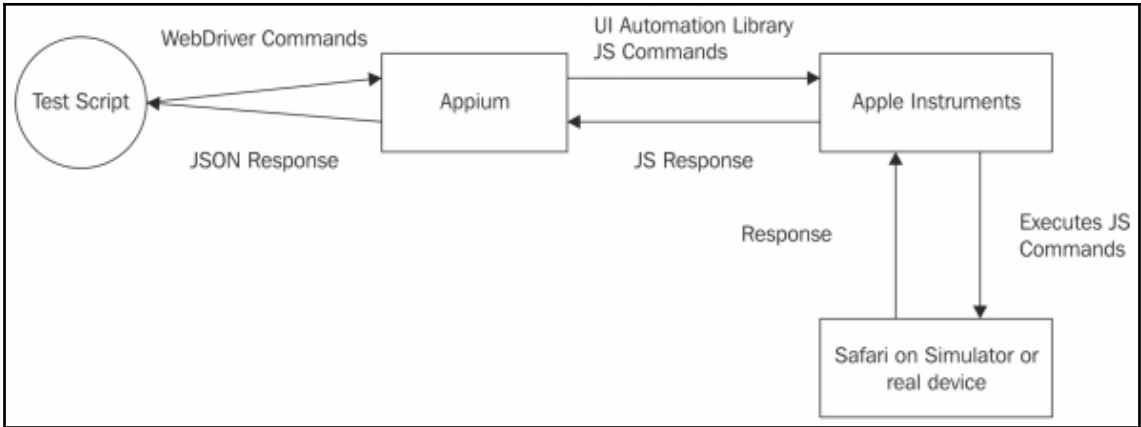 WebDriver Commands
UI Automation Library
JS Commands
Test Script
Appium
Apple Instruments
JSON Response
JS Response
Response
Executes JS
Commands
Safari on Simulator or
real device